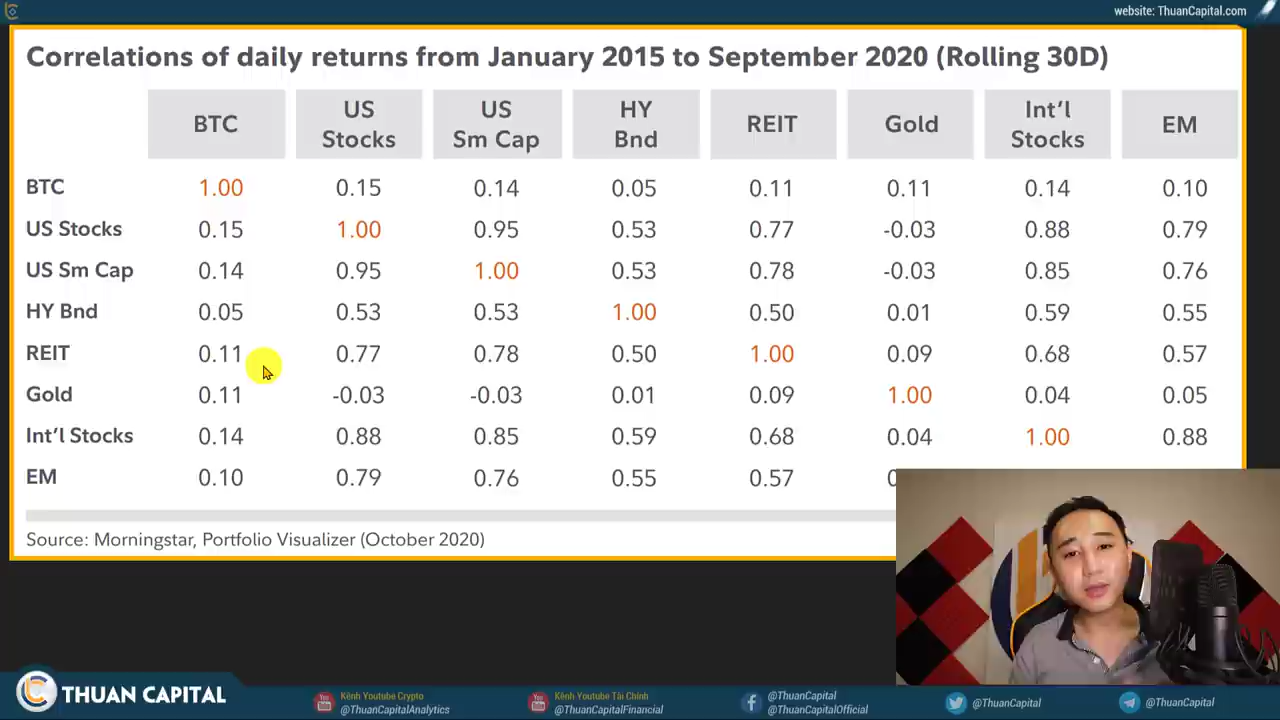 website: ThuanCapital.com
Correlations of daily returns from January 2015 to September 2020 (Rolling 30D)
BTC US Stocks US Sm Cap HY Bnd REIT Gold Int'l Stocks EM
BTC 1.00 0.15 0.14 0.05 0.11 0.11 0.14 0.10
US Stocks 0.15 1.00 0.95 0.53 0.77 -0.03 0.88 0.79
US Sm Cap 0.14 0.95 1.00 0.53 0.78 -0.03 0.85 0.76
HY Bnd 0.05 0.53 0.53 1.00 0.50 0.01 0.59 0.55
REIT 0.11 0.77 0.78 0.50 1.00 0.09 0.68 0.57
Gold 0.11 -0.03 -0.03 0.01 0.09 1.00 0.04 0.05
Int'l Stocks 0.14 0.88 0.85 0.59 0.68 0.04 1.00 0.88
EM 0.10 0.79 0.76 0.55 0.57
Source: Morningstar, Portfolio Visualizer (October 2020)
THUAN CAPITAL
Kênh Youtube Crypto
@ThuanCapitalAnalytics
Kênh Youtube Tài Chính
@ThuanCapitalFinancial
@ThuanCapital
@ThuanCapitalOfficial
@ThuanCapital
@ThuanCapital